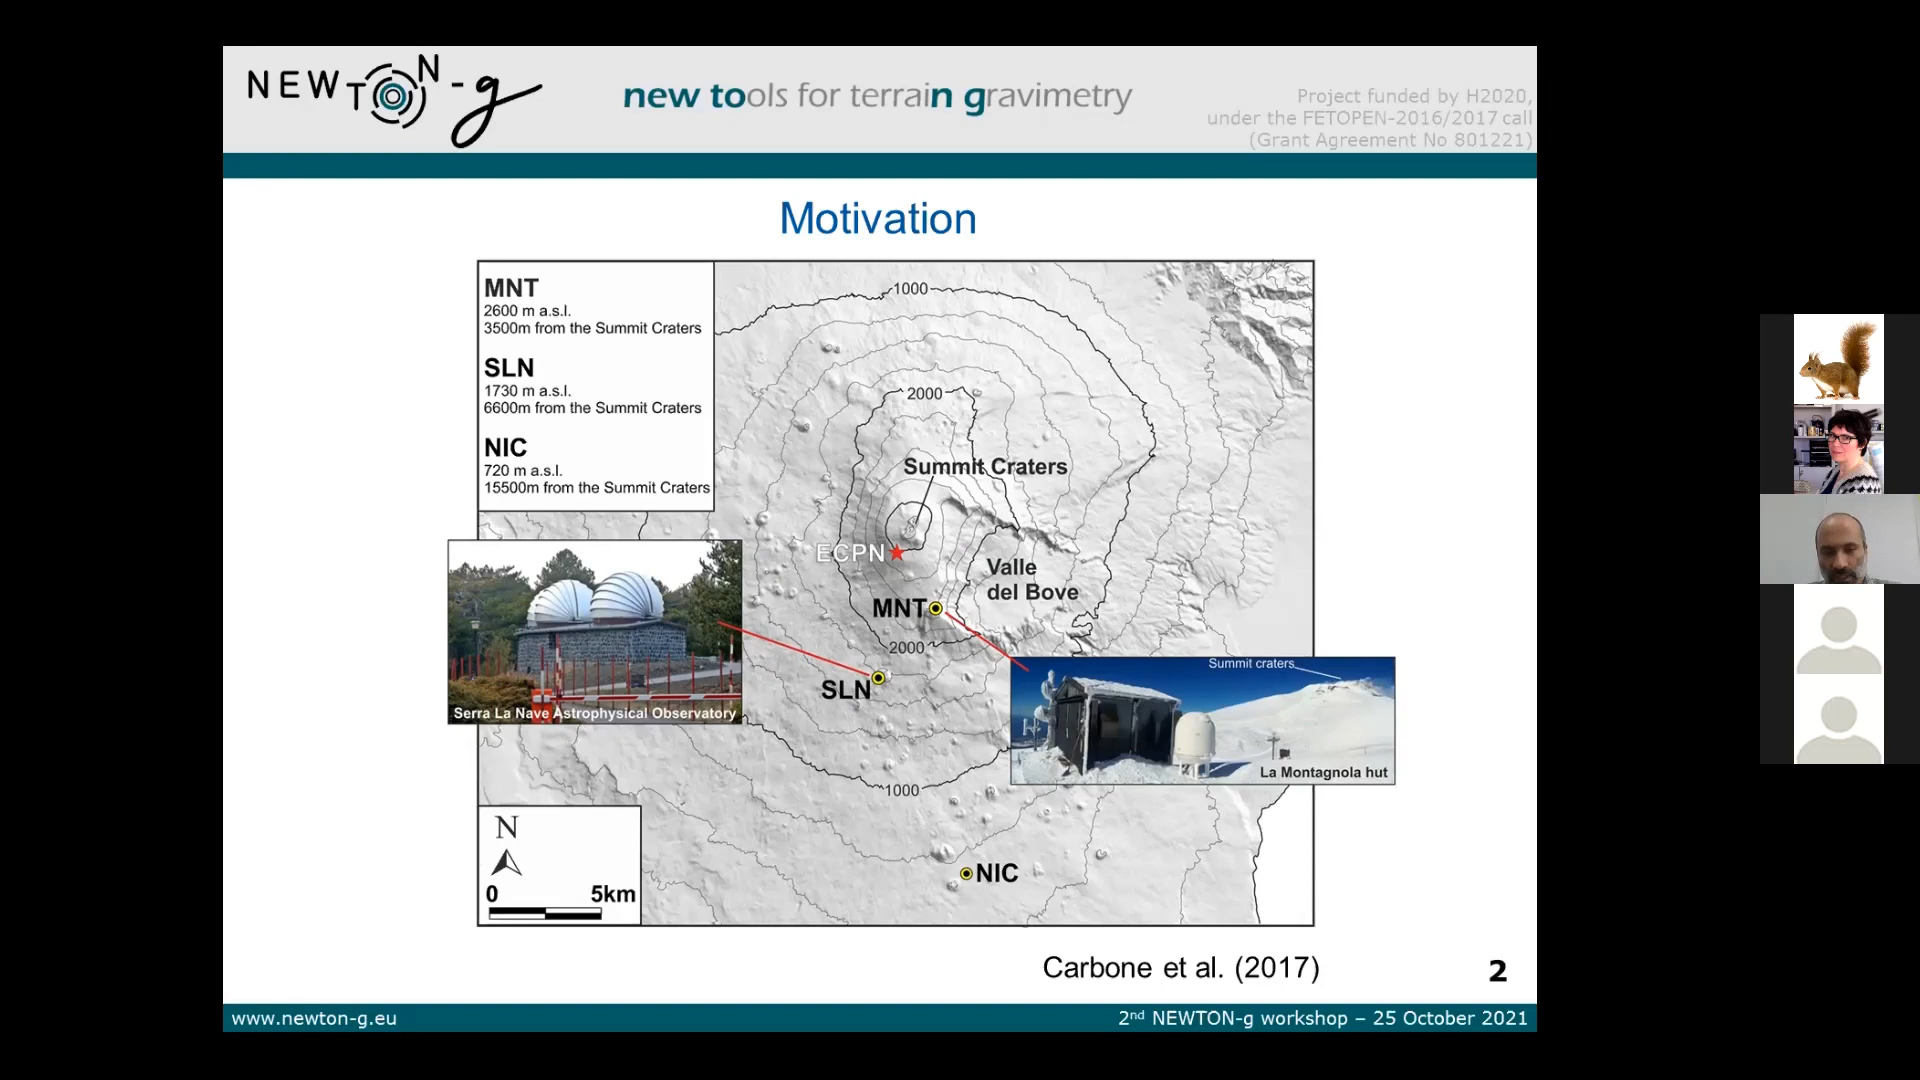 NEWTON-g
new tools for terrain gravimetry
Project funded by H2020,
under the FETOPEN-2016/2017 call
(Grant Agreement No 801221)
Motivation
MNT
2600 m a.s.l.
3500m from the Summit Craters
SLN
1730 m a.s.l.
6600m from the Summit Craters
NIC
720 m a.s.l.
15500m from the Summit Craters
1000
2000
Summit Craters
ECPN
Valle
del Bove
MNT
2000
SLN
Serra La Nave Astrophysical Observatory
Summit craters
La Montagnola hut
1000
NIC
N
0 5km
Carbone et al. (2017)
2
www.newton-g.eu
2nd NEWTON-g workshop – 25 October 2021